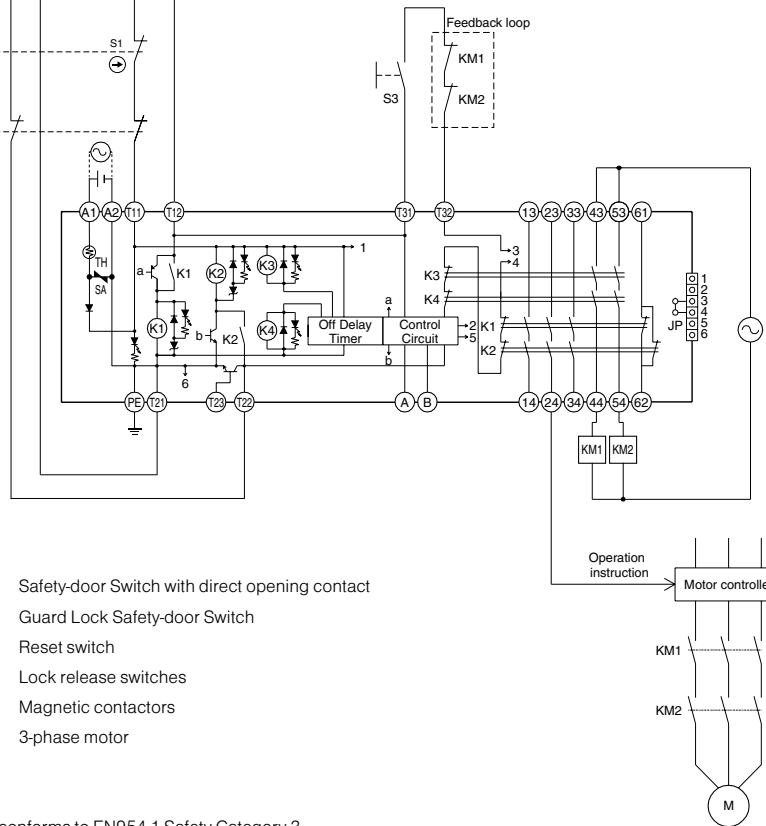 Feedback loop
S1
KM1
S3
KM2
A1 A2 T11 T12 T31 T32 13 23 33 43 53 61
1
3
4
TH
a K1 K2 K3
K3
SA
a
K4
1
2
3
4
5
6
JP
K1 b K2 K4 Off Delay Timer Control Circuit 2 5 K1
b
K2
6
PE T21 T23 T22 A B 14 24 34 44 54 62
KM1 KM2
Operation
instruction
Motor controlle
Safety-door Switch with direct opening contact
Guard Lock Safety-door Switch
Reset switch
Lock release switches
Magnetic contactors
3-phase motor
KM1
KM2
M